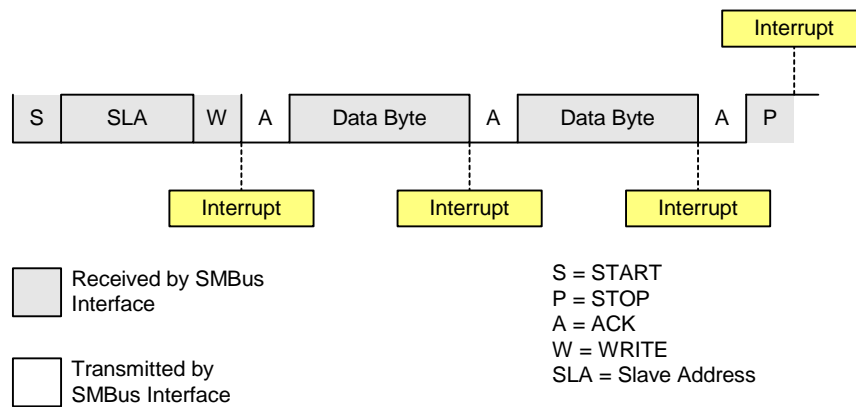 Interrupt
S SLA W A Data Byte A Data Byte A P
Interrupt Interrupt Interrupt
Received by SMBus
Interface
Transmitted by
SMBus Interface
S = START
P = STOP
A = ACK
W = WRITE
SLA = Slave Address